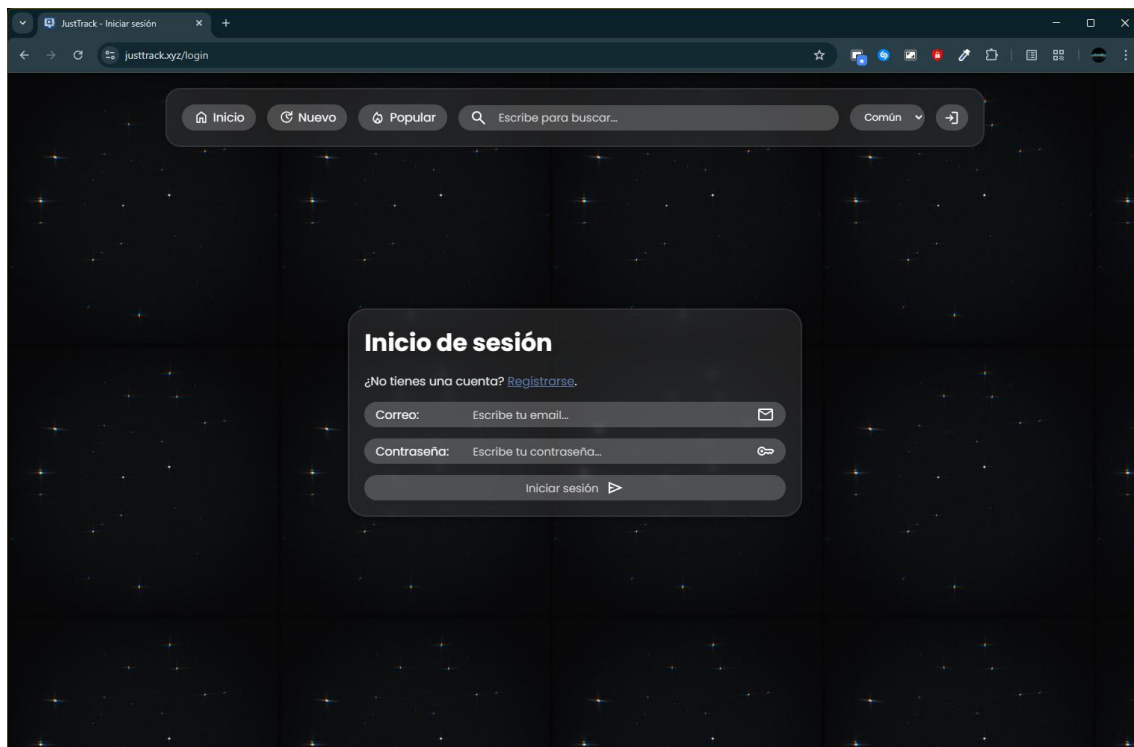 JustTrack - Iniciar sesión
justtrack.xyz/login
Inicio Nuevo Popular Escribe para buscar... Común
Inicio de sesión
¿No tienes una cuenta? Registrarse.
Correo: Escribe tu email...
Contraseña: Escribe tu contraseña...
Iniciar sesión